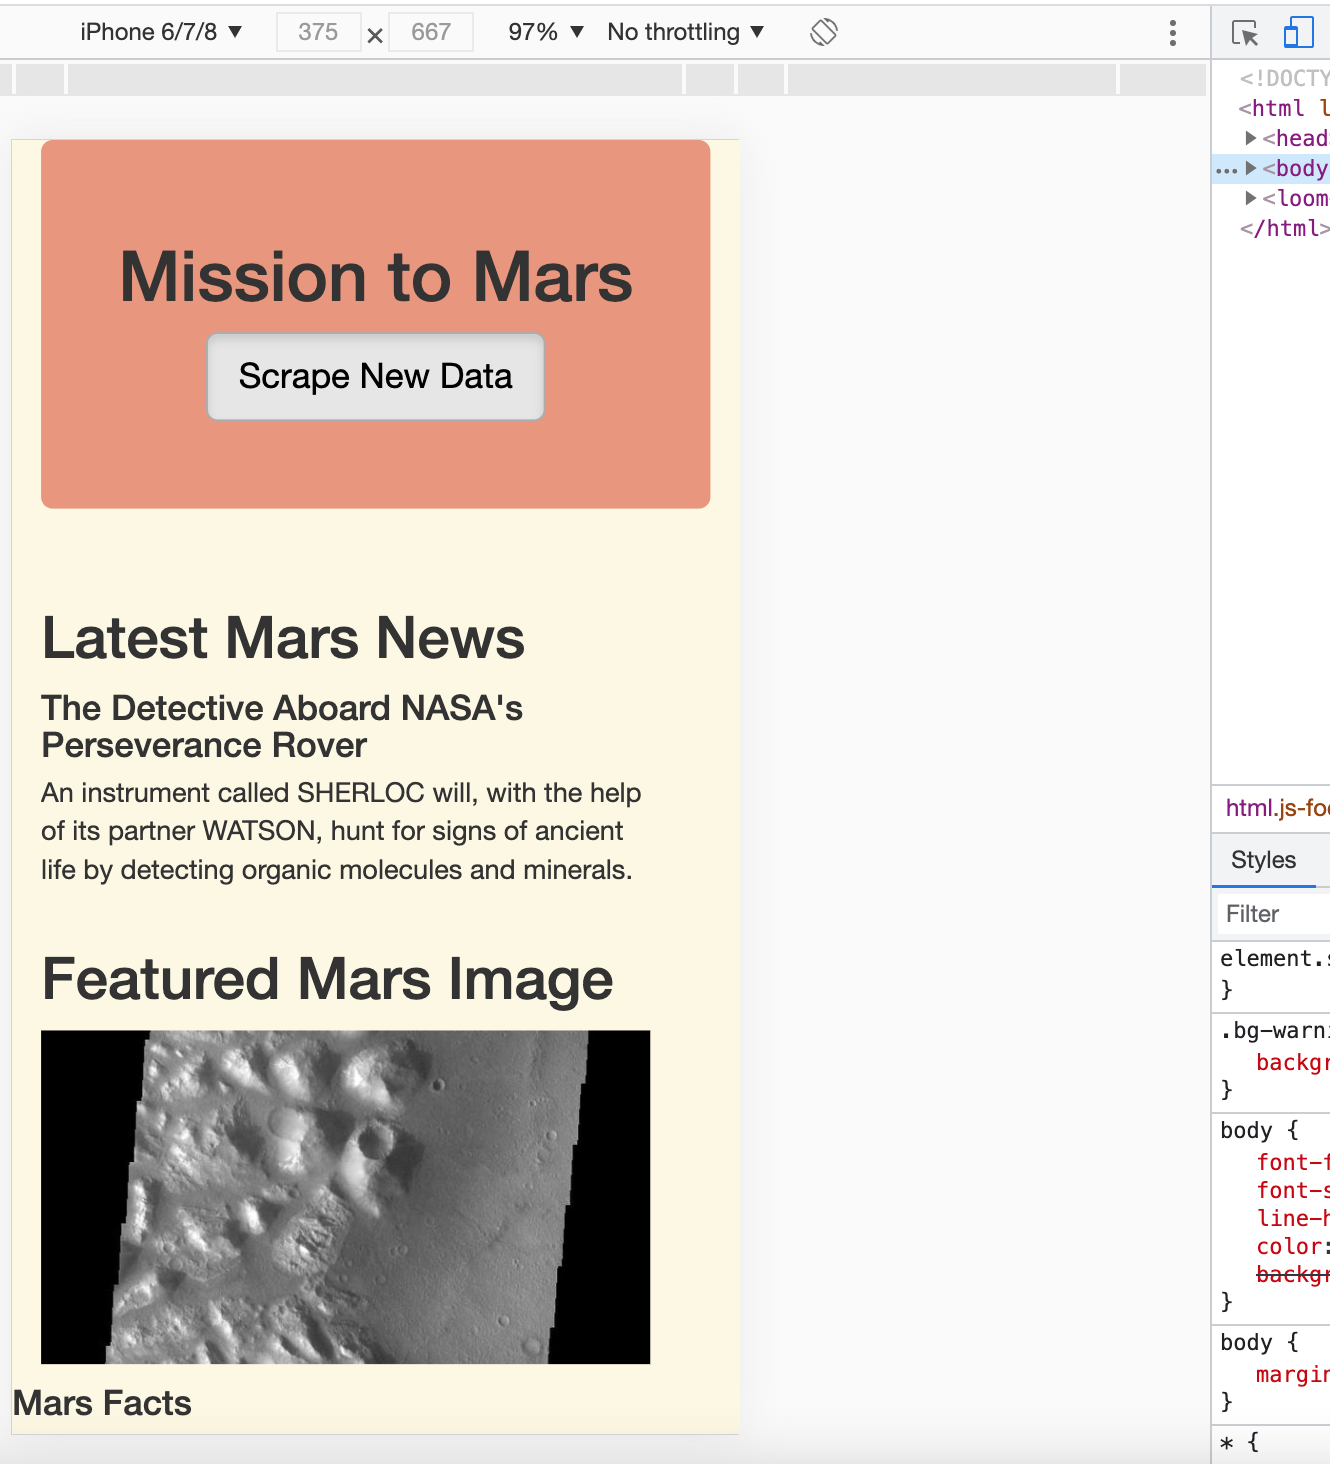 iPhone 6/7/8 ▼ 375 × 667 97% ▼ No throttling ▼
Mission to Mars
Scrape New Data
Latest Mars News
The Detective Aboard NASA's
Perseverance Rover
An instrument called SHERLOC will, with the help
of its partner WATSON, hunt for signs of ancient
life by detecting organic molecules and minerals.
Featured Mars Image
Mars Facts
<!DOCTY
<html l
▶ <head
… ▶ <body
▶ <loom
</html>
html.js-foc
Styles
Filter
element.s
}
.bg-warni
backgr
}
body {
font-f
font-s
line-h
color:
backgr
}
body {
margin
}
* {